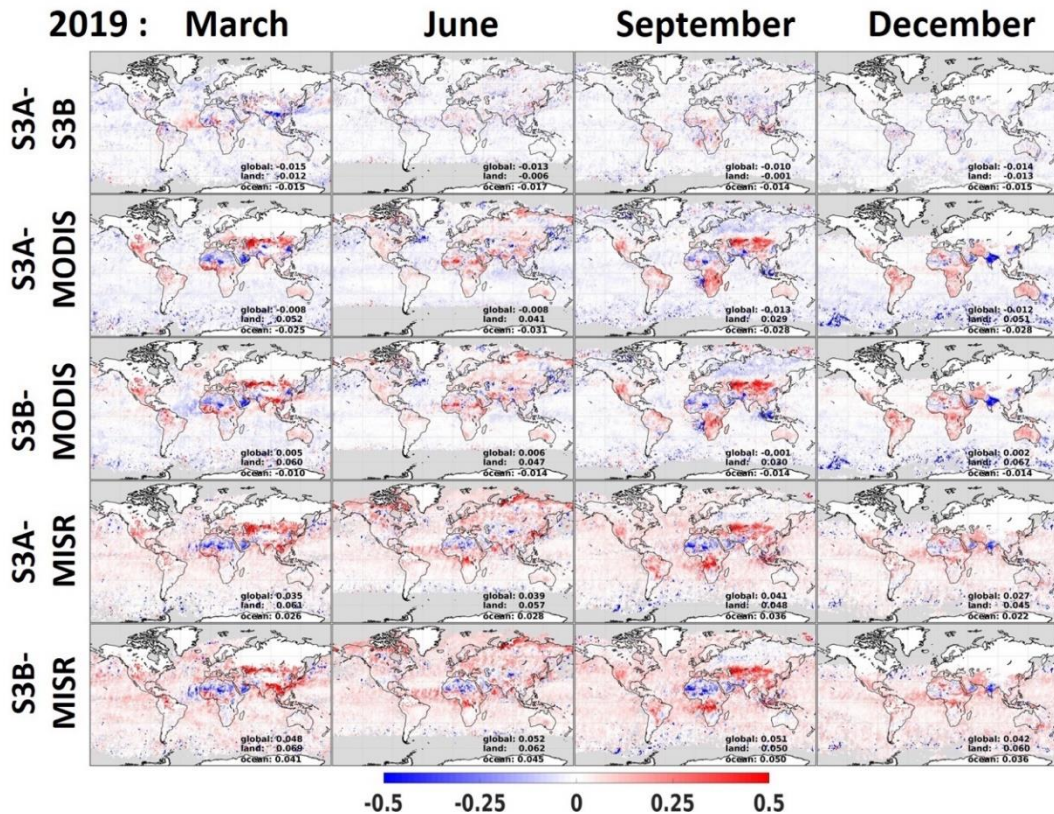 2019 : March June September December
S3A-
S3B
global: -0.015
land: -0.012
ocean: -0.015
global: -0.013
land: -0.006
ocean: -0.017
global: -0.010
land: -0.001
ocean: -0.014
global: -0.014
land: -0.013
ocean: -0.015
S3A-
MODIS
global: -0.008
land: 0.052
ocean: -0.025
global: -0.008
land: 0.041
ocean: -0.031
global: -0.013
land: 0.029
ocean: -0.028
global: -0.012
land: 0.051
ocean: -0.028
S3B-
MODIS
global: 0.005
land: 0.060
ocean: -0.010
global: 0.006
land: 0.047
ocean: -0.014
global: -0.001
land: 0.030
ocean: -0.014
global: 0.002
land: 0.067
ocean: -0.014
S3A-
MISR
global: 0.035
land: 0.061
ocean: 0.026
global: 0.039
land: 0.057
ocean: 0.028
global: 0.041
land: 0.048
ocean: 0.036
global: 0.027
land: 0.045
ocean: 0.022
S3B-
MISR
global: 0.048
land: 0.069
ocean: 0.041
global: 0.052
land: 0.062
ocean: 0.045
global: 0.051
land: 0.050
ocean: 0.050
global: 0.042
land: 0.060
ocean: 0.036
-0.5 -0.25 0 0.25 0.5